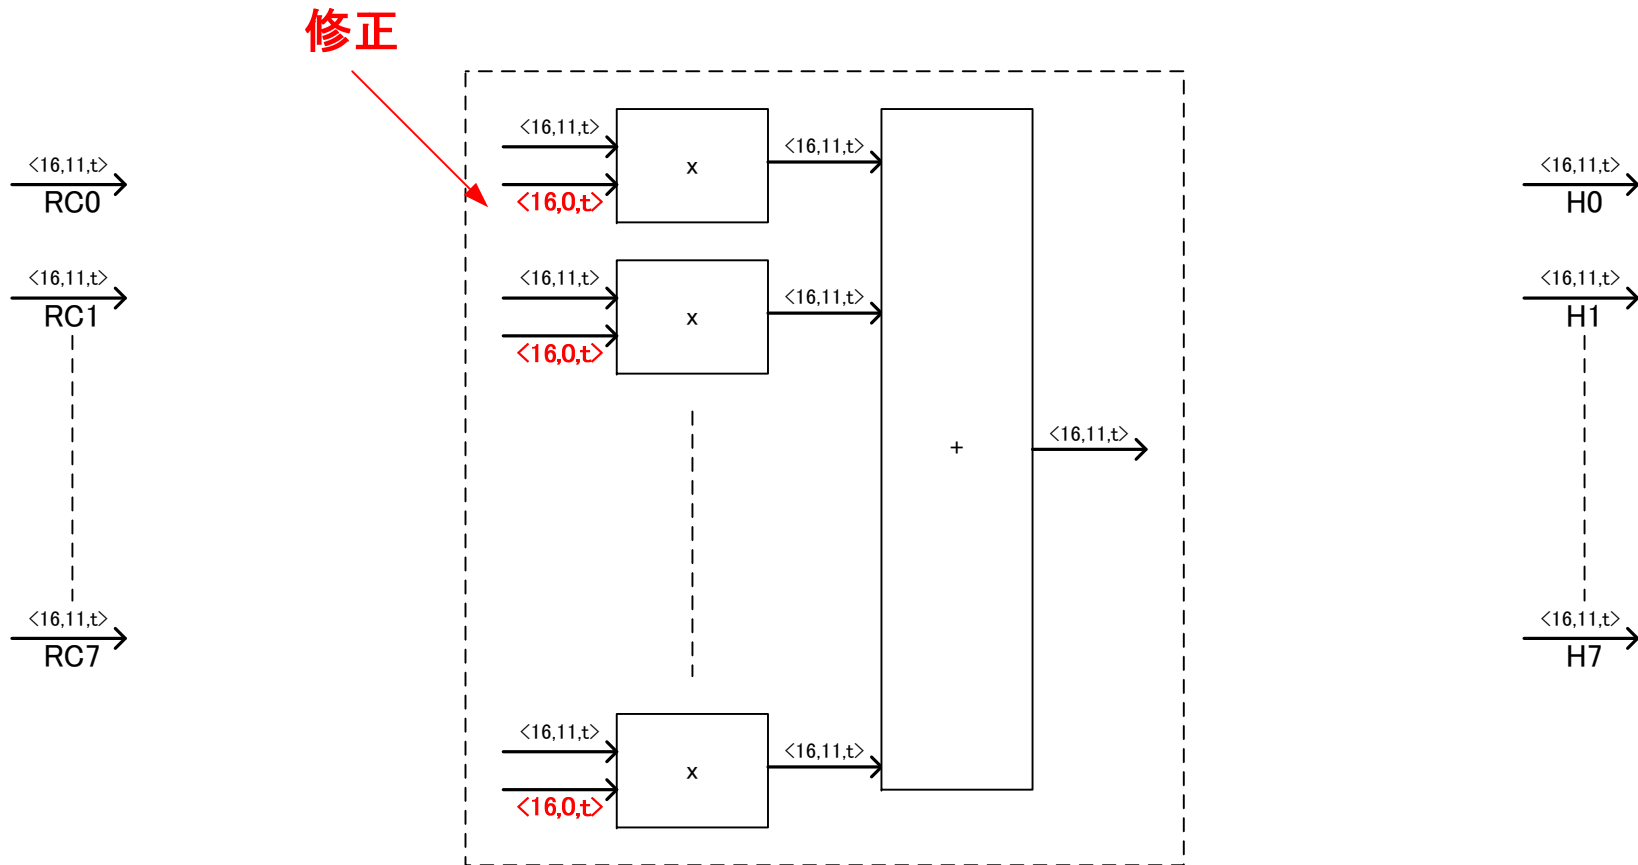 修正
<16,11,t>
RC0
<16,11,t>
RC1
<16,11,t>
RC7
<16,11,t>
<16,0,t>
x
<16,11,t>
<16,11,t>
<16,0,t>
x
<16,11,t>
<16,11,t>
<16,0,t>
x
<16,11,t>
+
<16,11,t>
<16,11,t>
H0
<16,11,t>
H1
<16,11,t>
H7